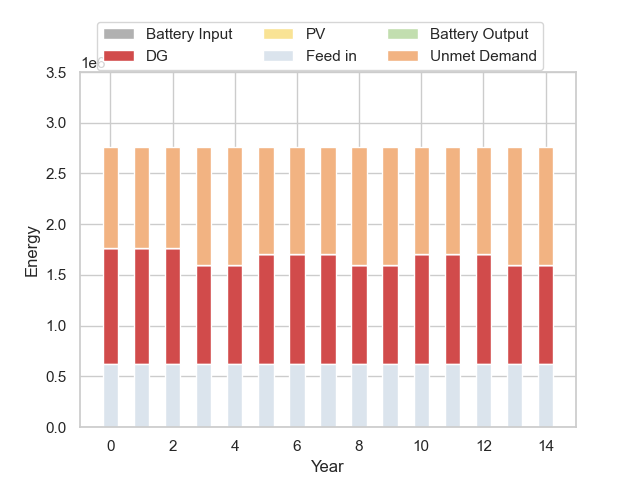 Battery Input PV Battery Output
DG Feed in Unmet Demand
1e6
3.5
3.0
2.5
2.0
1.5
1.0
0.5
0.0
Energy
0 2 4 6 8 10 12 14
Year